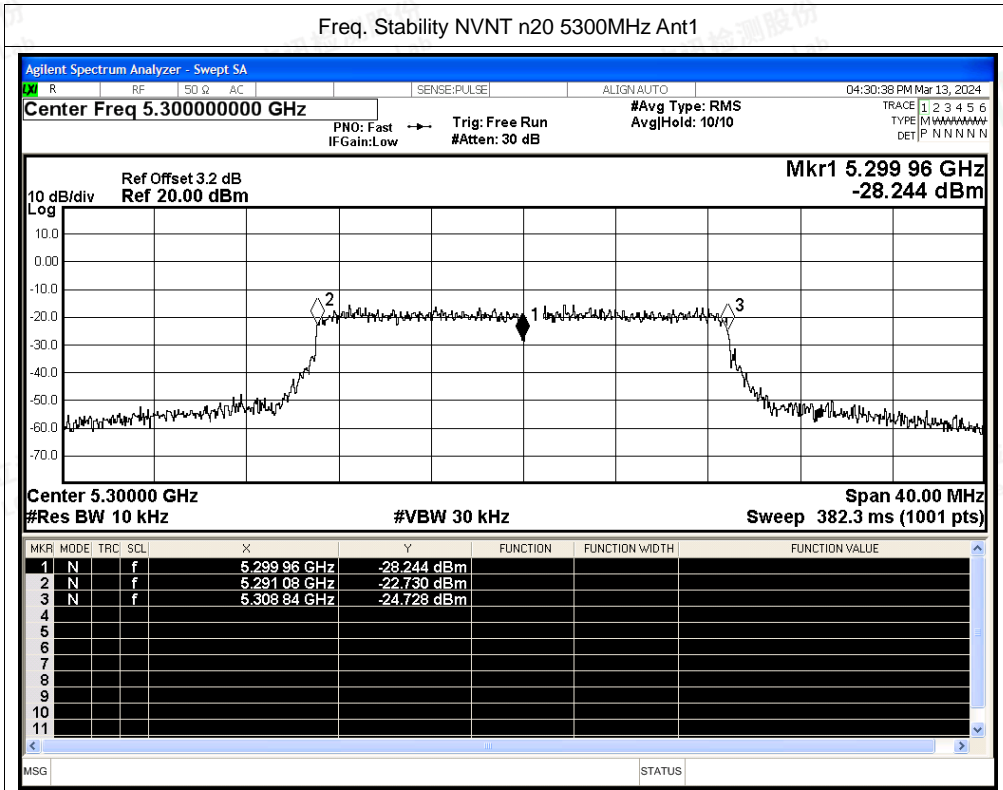 Freq. Stability NVNT n20 5300MHz Ant1
Agilent Spectrum Analyzer - Swept SA
LXI R RF 50 Ω AC SENSE:PULSE ALIGN AUTO 04:30:38 PM Mar 13, 2024
Center Freq 5.300000000 GHz #Avg Type: RMS TRACE 1 2 3 4 5 6
PNO: Fast Trig: Free Run Avg|Hold: 10/10 TYPE M WWWWW
IFGain:Low #Atten: 30 dB DET P N N N N N
Mkr1 5.299 96 GHz
Ref Offset 3.2 dB
10 dB/div Ref 20.00 dBm -28.244 dBm
Log
10.0
0.00
-10.0
-20.0
-30.0
-40.0
-50.0
-60.0
-70.0
2
1
3
Center 5.30000 GHz Span 40.00 MHz
#Res BW 10 kHz #VBW 30 kHz Sweep 382.3 ms (1001 pts)
MKR MODE TRC SCL X Y FUNCTION FUNCTION WIDTH FUNCTION VALUE
1 N f 5.299 96 GHz -28.244 dBm
2 N f 5.291 08 GHz -22.730 dBm
3 N f 5.308 84 GHz -24.728 dBm
4
5
6
7
8
9
10
11
MSG STATUS